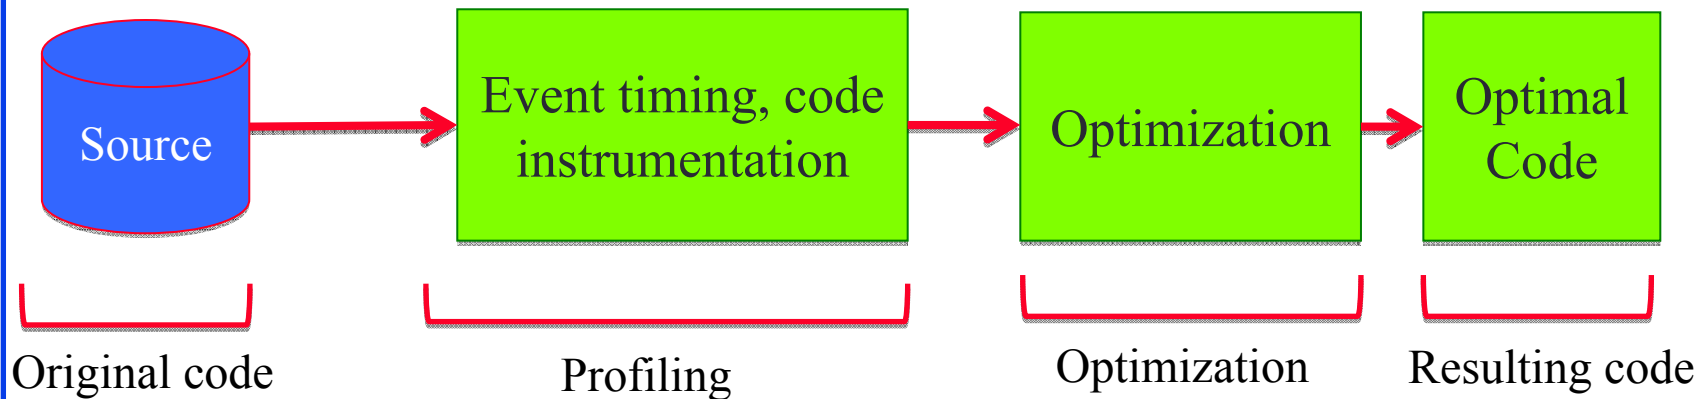 Source
Event timing, code
instrumentation
Optimization
Optimal
Code
Original code
Profiling
Optimization
Resulting code